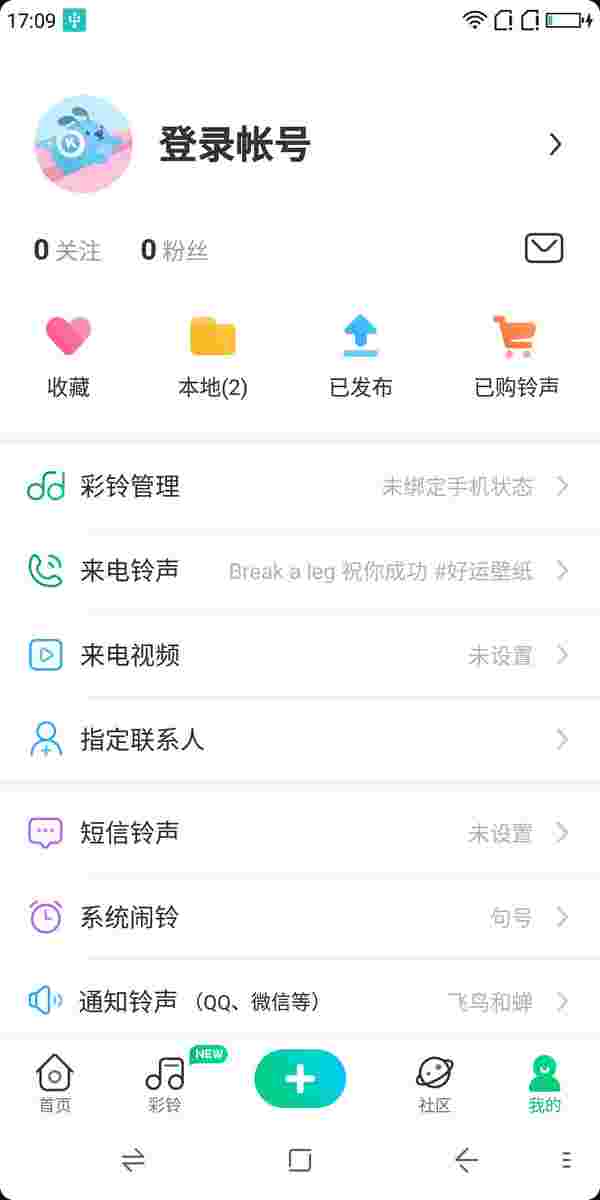 17:09
登录帐号
0 关注 0 粉丝
收藏 本地(2) 已发布 已购铃声
彩铃管理 未绑定手机状态
来电铃声 Break a leg 祝你成功 #好运壁纸
来电视频 未设置
指定联系人
短信铃声 未设置
系统闹铃 句号
通知铃声 （QQ、微信等） 飞鸟和蝉
NEW
首页 彩铃 社区 我的